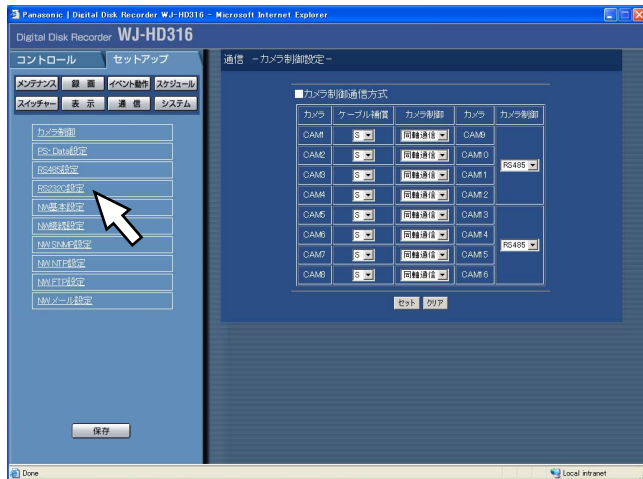 Panasonic | Digital Disk Recorder WJ-HD316 - Microsoft Internet Explorer
Digital Disk Recorder WJ-HD316
コントロール セットアップ
メンテナンス 録 画 イベント動作 スケジュール
スイッチャー 表 示 通 信 システム
カメラ制御
PS･Data設定
RS485設定
RS232C設定
NW基本設定
NW接続設定
NW SNMP設定
NW NTP設定
NW FTP設定
NWメール設定
保存
通信 －カメラ制御設定－
■カメラ制御通信方式
カメラ ケーブル補償 カメラ制御 カメラ カメラ制御
CAM1 S 同軸通信 CAM9 RS485
CAM2 S 同軸通信 CAM10
CAM3 S 同軸通信 CAM11
CAM4 S 同軸通信 CAM12
CAM5 S 同軸通信 CAM13 RS485
CAM6 S 同軸通信 CAM14
CAM7 S 同軸通信 CAM15
CAM8 S 同軸通信 CAM16
セット クリア
Done Local intranet